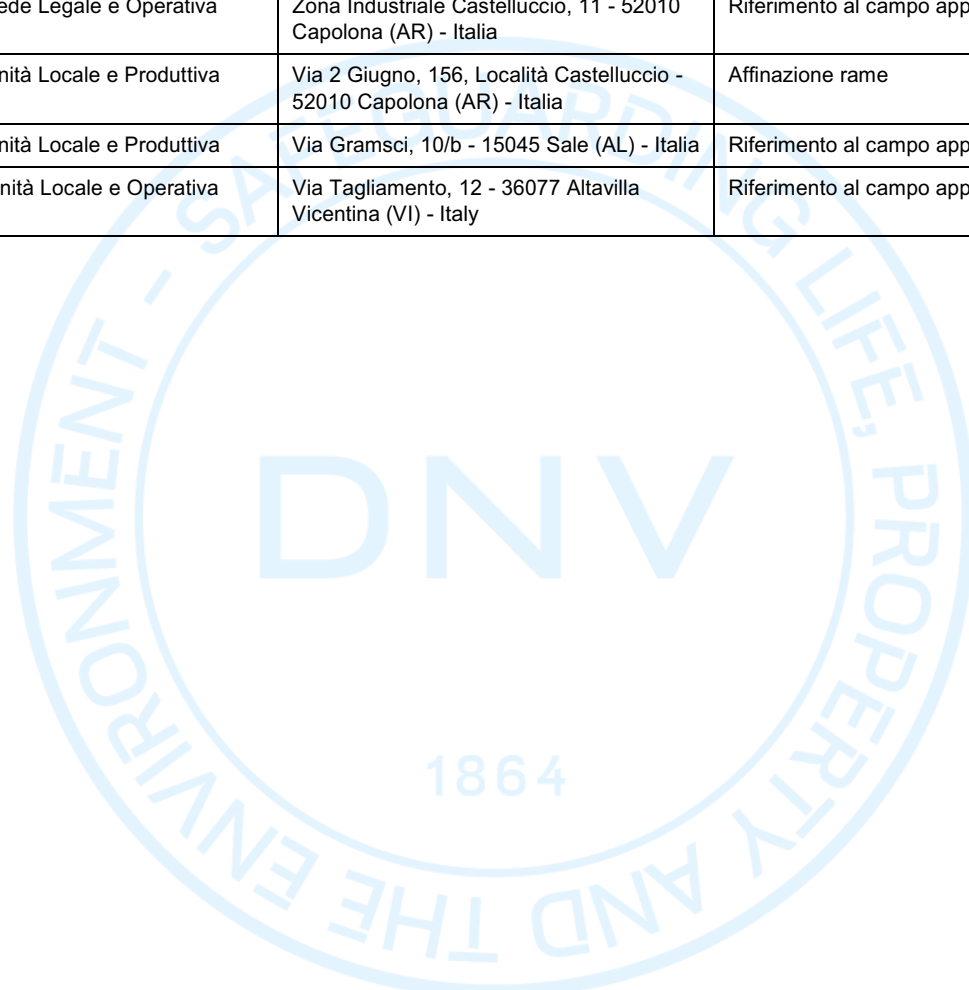 ede Legale e Operativa
Zona Industriale Castelluccio, 11 - 52010
Capolona (AR) - Italia
Riferimento al campo app
nità Locale e Produttiva
Via 2 Giugno, 156, Località Castelluccio -
52010 Capolona (AR) - Italia
Affinazione rame
nità Locale e Produttiva
Via Gramsci, 10/b - 15045 Sale (AL) - Italia
Riferimento al campo app
nità Locale e Operativa
Via Tagliamento, 12 - 36077 Altavilla
Vicentina (VI) - Italy
Riferimento al campo app
SAFEGUARDING LIFE, PROPERTY AND THE ENVIRONMENT -
DNV
1864